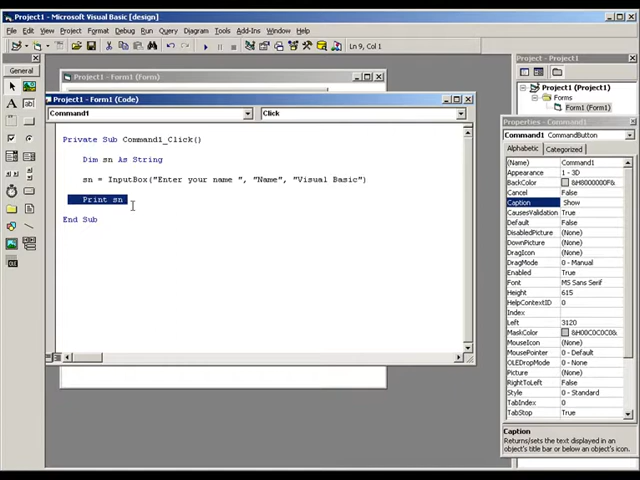 Project1 - Microsoft Visual Basic [design]
File Edit View Project Format Debug Run Query Diagram Tools Add-Ins Window Help
Ln 9, Col 1
General
A
ab
OLE
Project1 - Form1 (Form)
Project1 - Form1 (Code)
Command1 Click
Private Sub Command1_Click()
Dim sn As String
sn = InputBox("Enter your name ", "Name", "Visual Basic")
Print sn
End Sub
Project - Project1
Project1 (Project1)
Forms
Form1 (Form1)
Properties - Command1
Command1 CommandButton
Alphabetic Categorized
(Name) Command1
Appearance 1 - 3D
BackColor &H8000000F&
Cancel False
Caption Show
CausesValidation True
Default False
DisabledPicture (None)
DownPicture (None)
DragIcon (None)
DragMode 0 - Manual
Enabled True
Font MS Sans Serif
Height 615
HelpContextID 0
Index
Left 3120
MaskColor &H00C0C0C0&
MouseIcon (None)
MousePointer 0 - Default
OLEDropMode 0 - None
Picture (None)
RightToLeft False
Style 0 - Standard
TabIndex 0
TabStop True
Caption
Returns/sets the text displayed in an
object's title bar or below an object's icon.